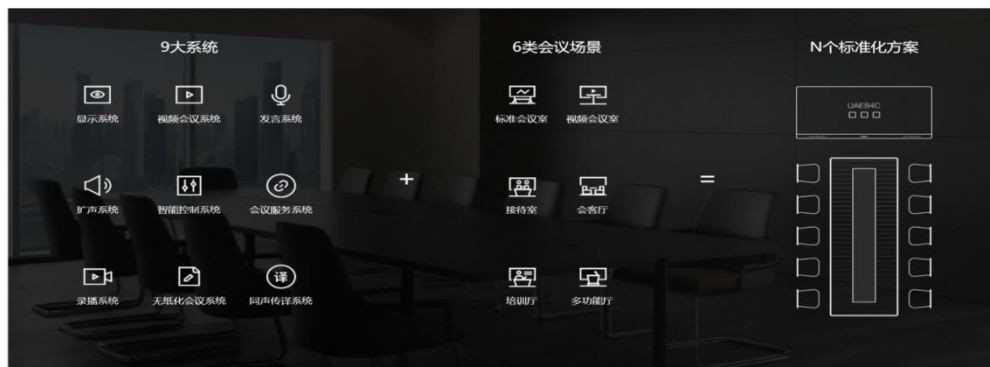 9大系统
6类会议场景
N个标准化方案
显示系统
视频会议系统
发言系统
标准会议室
视频会议室
UAE84C
扩声系统
智能控制系统
会议服务系统
+
接待室
会客厅
=
录播系统
无纸化会议系统
译
同声传译系统
培训厅
多功能厅